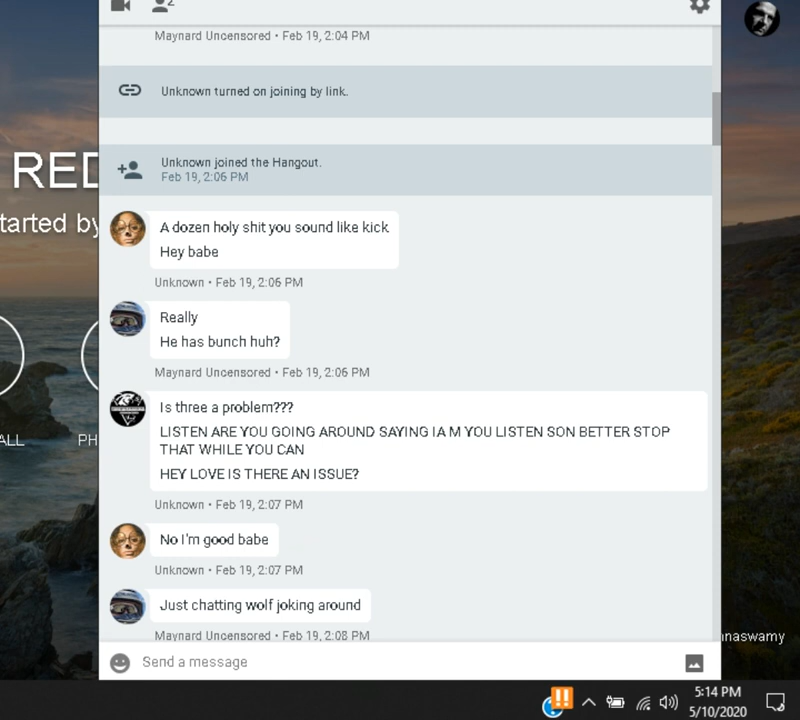 2
Maynard Uncensored • Feb 19, 2:04 PM
Unknown turned on joining by link.
Unknown joined the Hangout.
Feb 19, 2:06 PM
RED
tarted by
A dozen holy shit you sound like kick
Hey babe
Unknown • Feb 19, 2:06 PM
Really
He has bunch huh?
Maynard Uncensored • Feb 19, 2:06 PM
Is three a problem???
LISTEN ARE YOU GOING AROUND SAYING IA M YOU LISTEN SON BETTER STOP
THAT WHILE YOU CAN
HEY LOVE IS THERE AN ISSUE?
ALL
PH
Unknown • Feb 19, 2:07 PM
No I'm good babe
Unknown • Feb 19, 2:07 PM
Just chatting wolf joking around
Maynard Uncensored • Feb 19, 2:08 PM
nnaswamy
Send a message
5:14 PM
5/10/2020